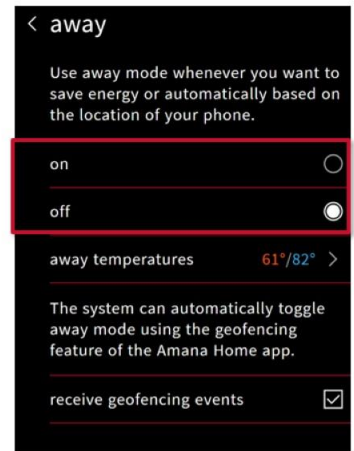 < away
Use away mode whenever you want to
save energy or automatically based on
the location of your phone.
on
off
away temperatures 61°/82° >
The system can automatically toggle
away mode using the geofencing
feature of the Amana Home app.
receive geofencing events